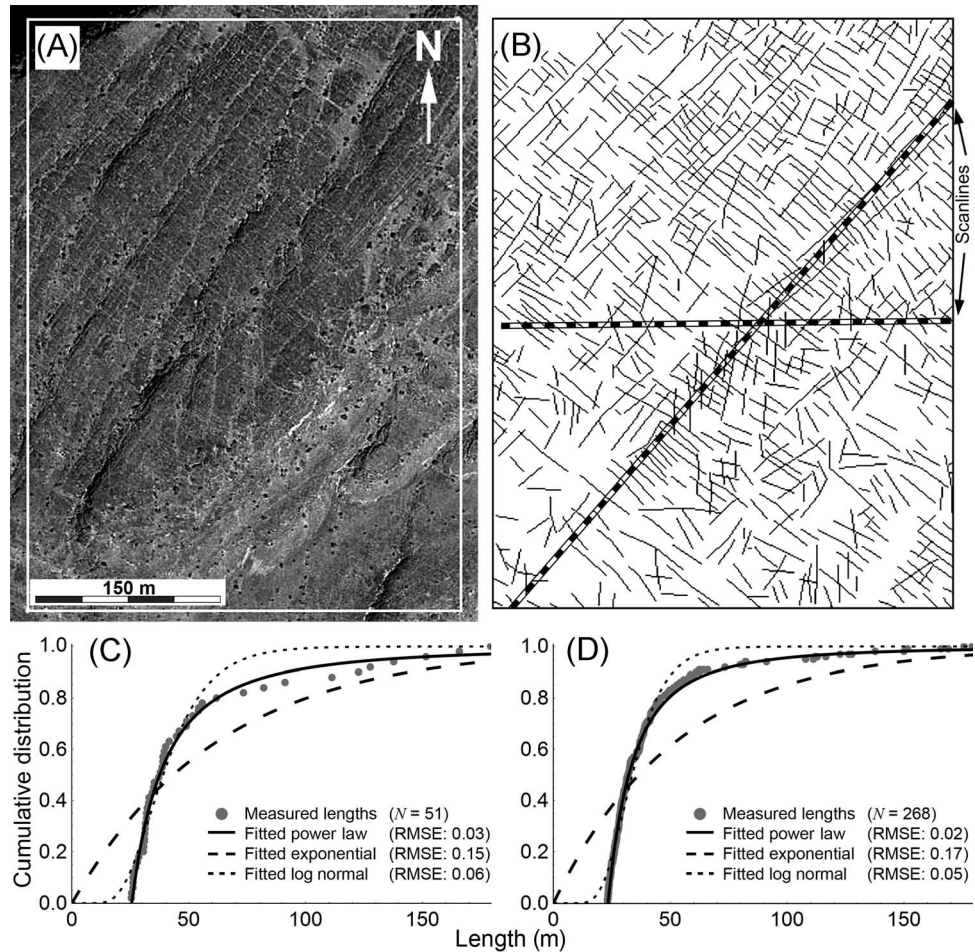 (A)
N
150 m
(B)
Scanlines
(C)
Cumulative distribution
1.0
0.8
0.6
0.4
0.2
0.0
0
50
100
150
Measured lengths (N = 51)
Fitted power law (RMSE: 0.03)
Fitted exponential (RMSE: 0.15)
Fitted log normal (RMSE: 0.06)
(D)
1.0
0.8
0.6
0.4
0.2
0.0
0
50
100
150
Measured lengths (N = 268)
Fitted power law (RMSE: 0.02)
Fitted exponential (RMSE: 0.17)
Fitted log normal (RMSE: 0.05)
Length (m)